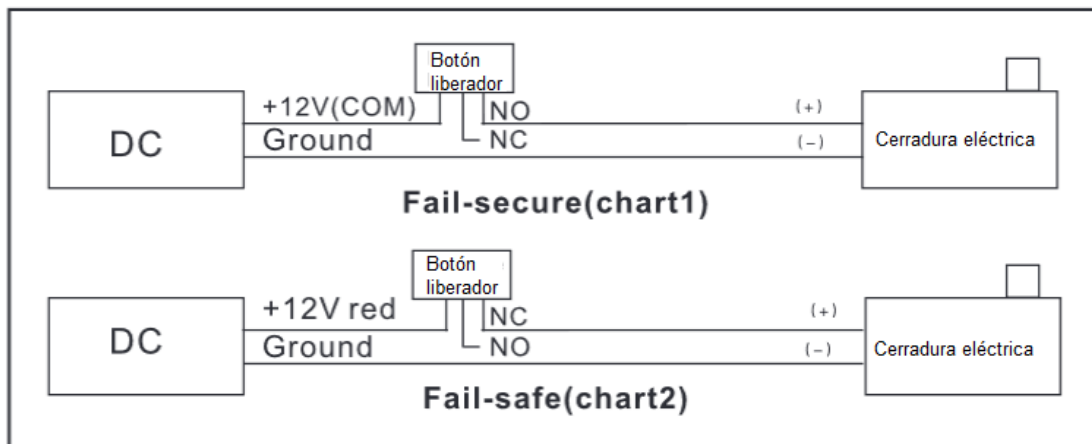 Botón
liberador
DC
+12V(COM)
NO
(+)
Ground
NC
(-)
Cerradura eléctrica
Fail-secure(chart1)
Botón
liberador
DC
+12V red
NC
(+)
Ground
NO
(-)
Cerradura eléctrica
Fail-safe(chart2)